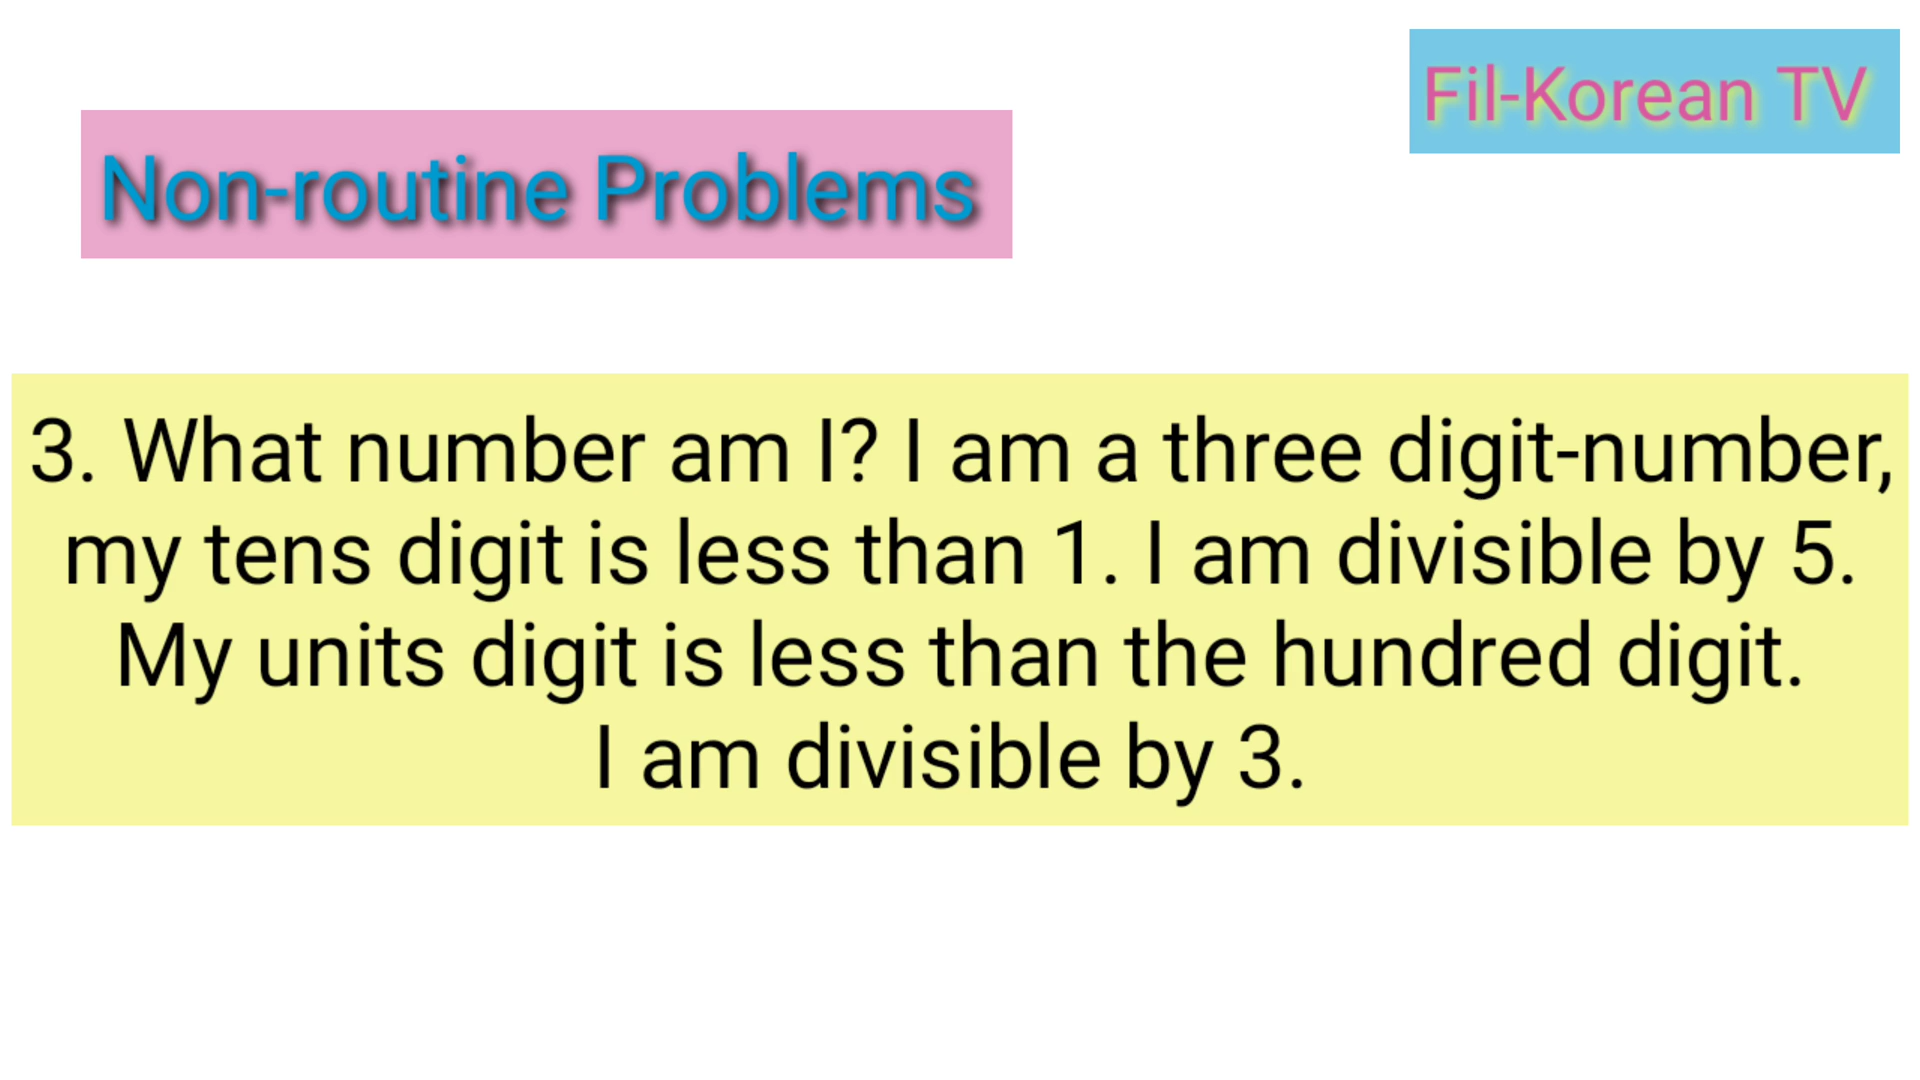 Fil-Korean TV
Non-routine Problems
3. What number am I? I am a three digit-number,
my tens digit is less than 1. I am divisible by 5.
My units digit is less than the hundred digit.
I am divisible by 3.